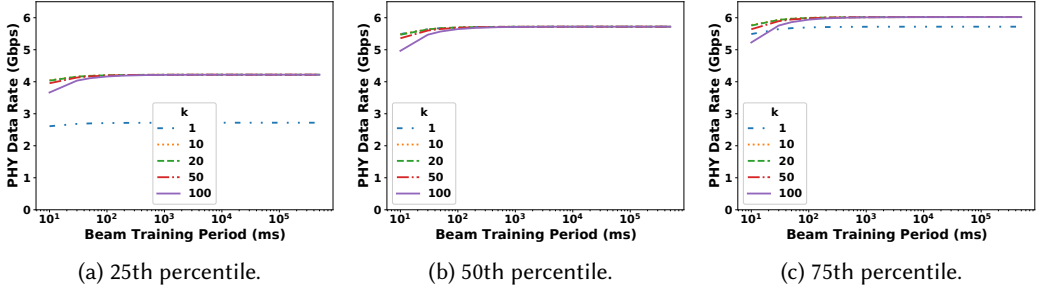 PHY Data Rate (Gbps)
6
5
4
3
2
1
0
k
1
10
20
50
100
10¹ 10² 10³ 10⁴ 10⁵
Beam Training Period (ms)
(a) 25th percentile.
PHY Data Rate (Gbps)
6
5
4
3
2
1
0
k
1
10
20
50
100
10¹ 10² 10³ 10⁴ 10⁵
Beam Training Period (ms)
(b) 50th percentile.
PHY Data Rate (Gbps)
6
5
4
3
2
1
0
k
1
10
20
50
100
10¹ 10² 10³ 10⁴ 10⁵
Beam Training Period (ms)
(c) 75th percentile.